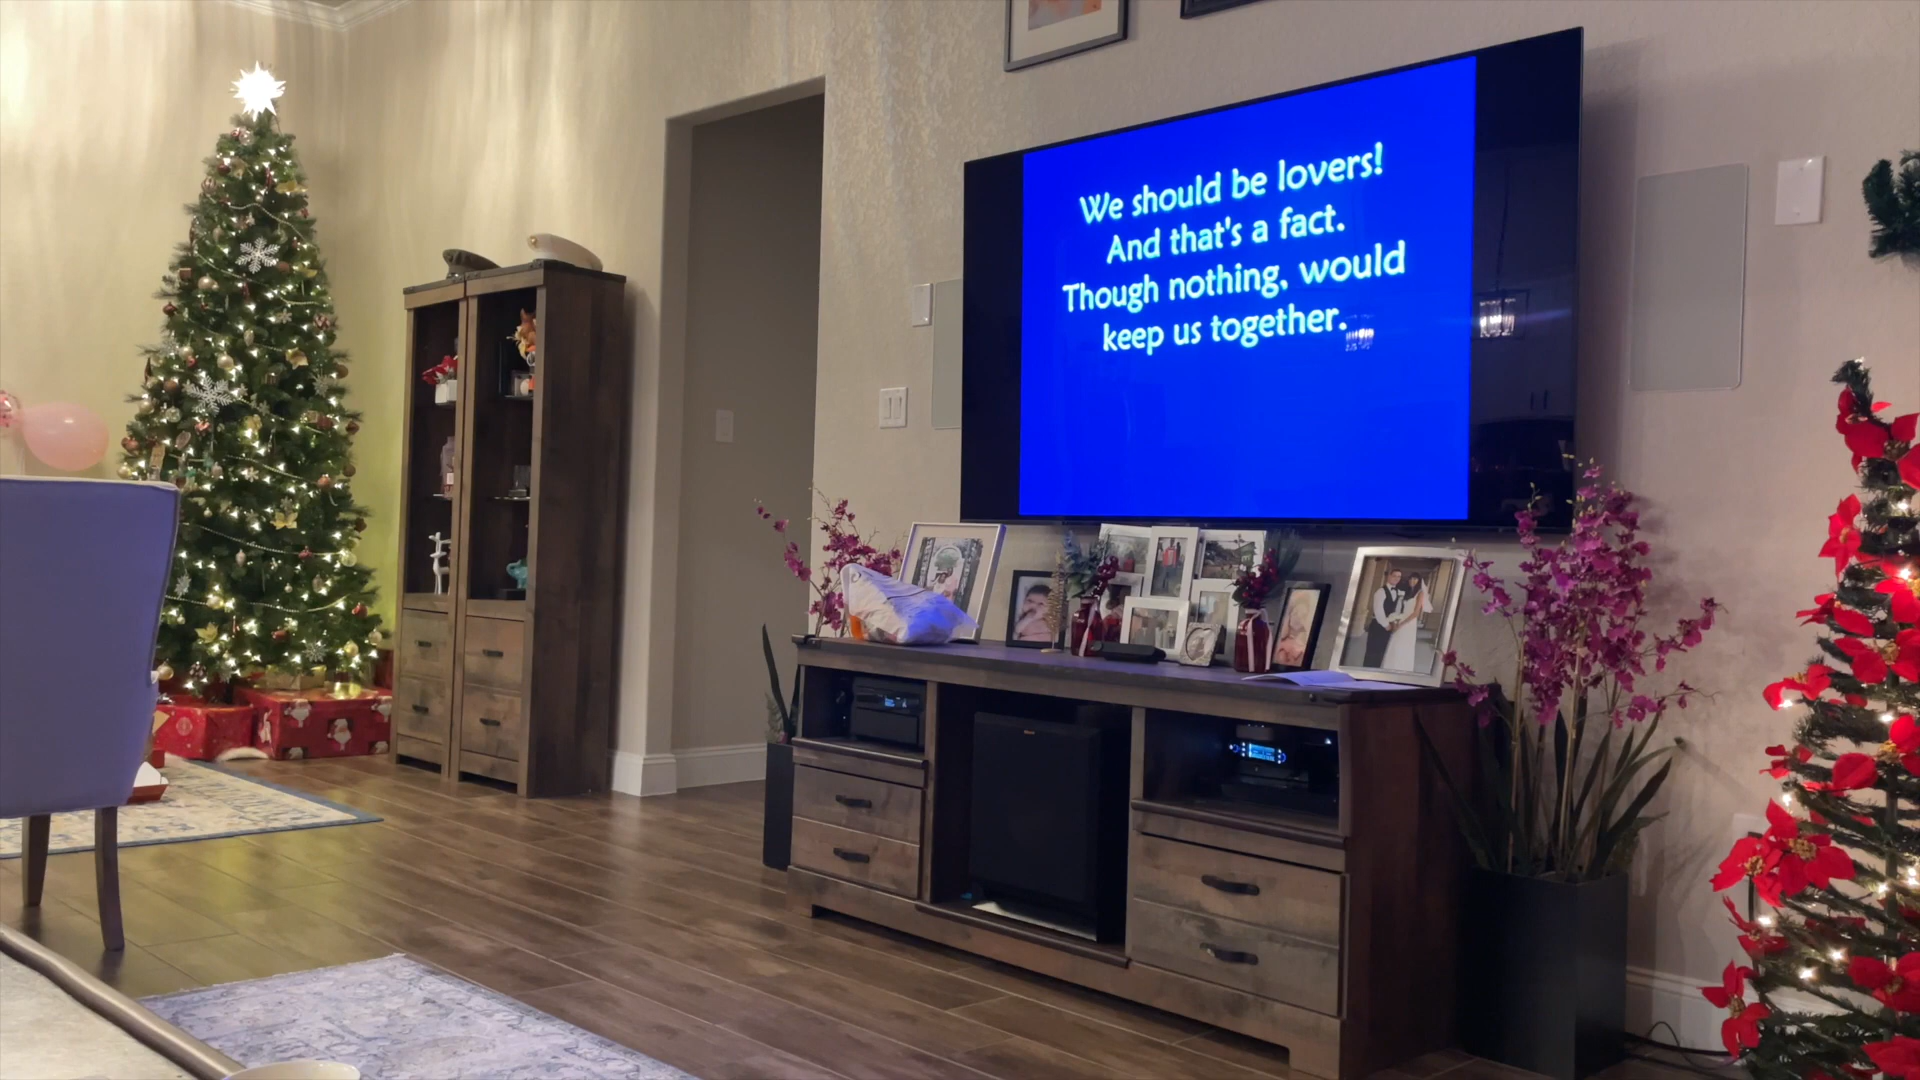 We should be lovers!
And that's a fact.
Though nothing, would
keep us together.